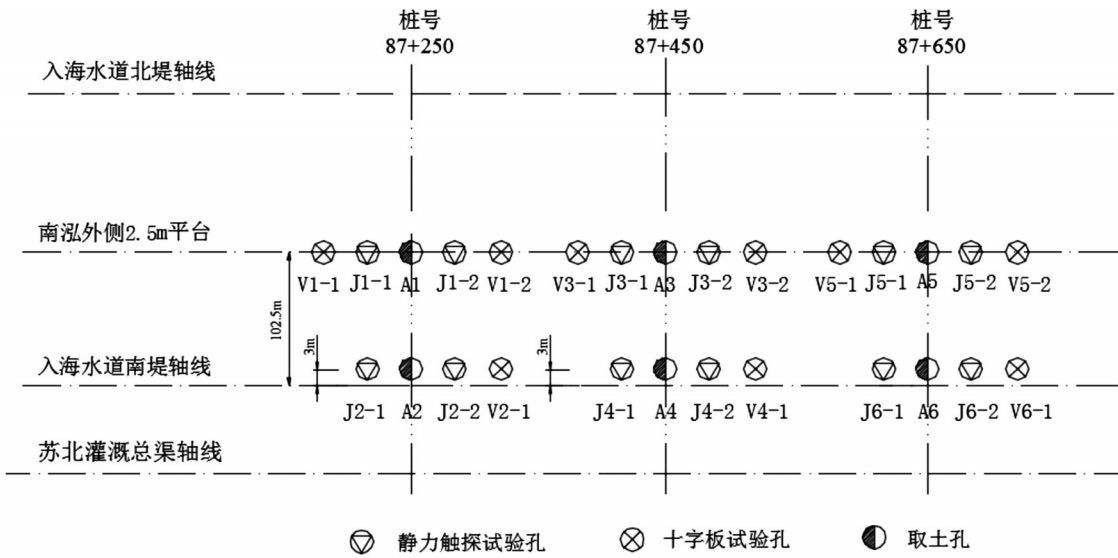 桩号 桩号 桩号
87+250 87+450 87+650
入海水道北堤轴线
南泓外侧2.5m平台
V1-1 J1-1 A1 J1-2 V1-2 V3-1 J3-1 A3 J3-2 V3-2 V5-1 J5-1 A5 J5-2 V5-2
102.5m
3m 3m
入海水道南堤轴线
J2-1 A2 J2-2 V2-1 J4-1 A4 J4-2 V4-1 J6-1 A6 J6-2 V6-1
苏北灌溉总渠轴线
静力触探试验孔 十字板试验孔 取土孔